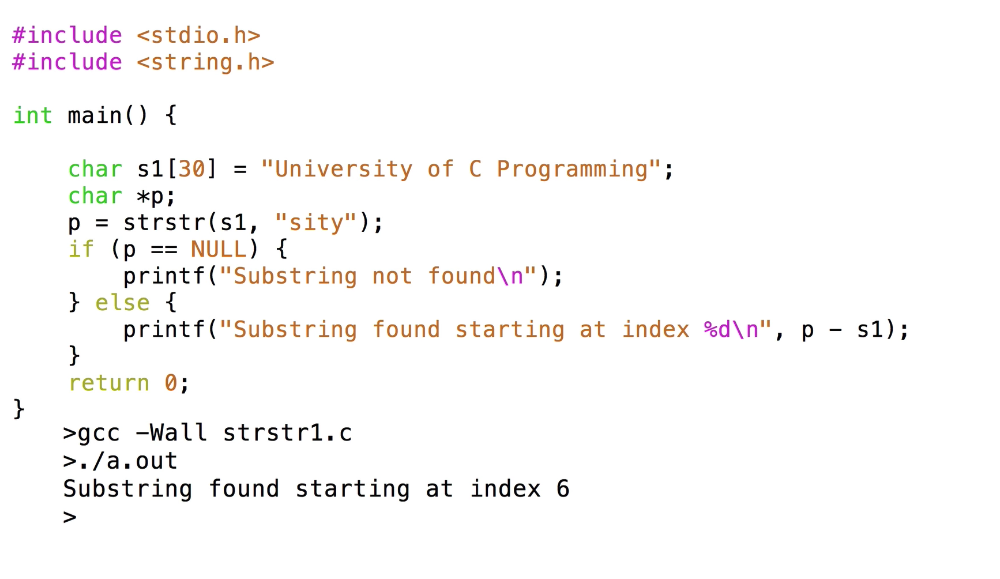 #include <stdio.h>
#include <string.h>
int main() {
char s1[30] = "University of C Programming";
char *p;
p = strstr(s1, "sity");
if (p == NULL) {
printf("Substring not found\n");
} else {
printf("Substring found starting at index %d\n", p - s1);
}
return 0;
}
>gcc -Wall strstr1.c
>./a.out
Substring found starting at index 6
>